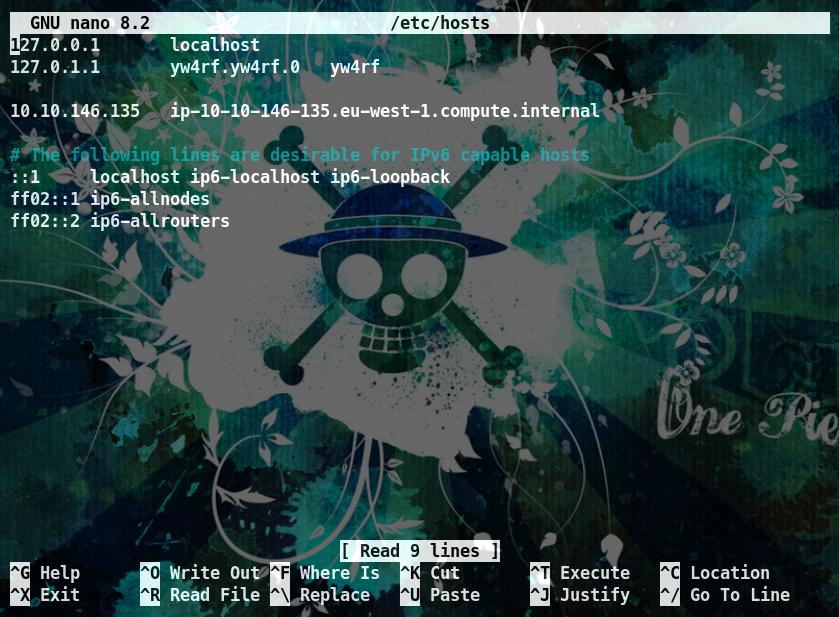 GNU nano 8.2 /etc/hosts
127.0.0.1 localhost
127.0.1.1 yw4rf.yw4rf.0 yw4rf
10.10.146.135 ip-10-10-146-135.eu-west-1.compute.internal
# The following lines are desirable for IPv6 capable hosts
::1 localhost ip6-localhost ip6-loopback
ff02::1 ip6-allnodes
ff02::2 ip6-allrouters
One Pie
[ Read 9 lines ]
^G Help ^O Write Out ^F Where Is ^K Cut ^T Execute ^C Location
^X Exit ^R Read File ^\ Replace ^U Paste ^J Justify ^/ Go To Line